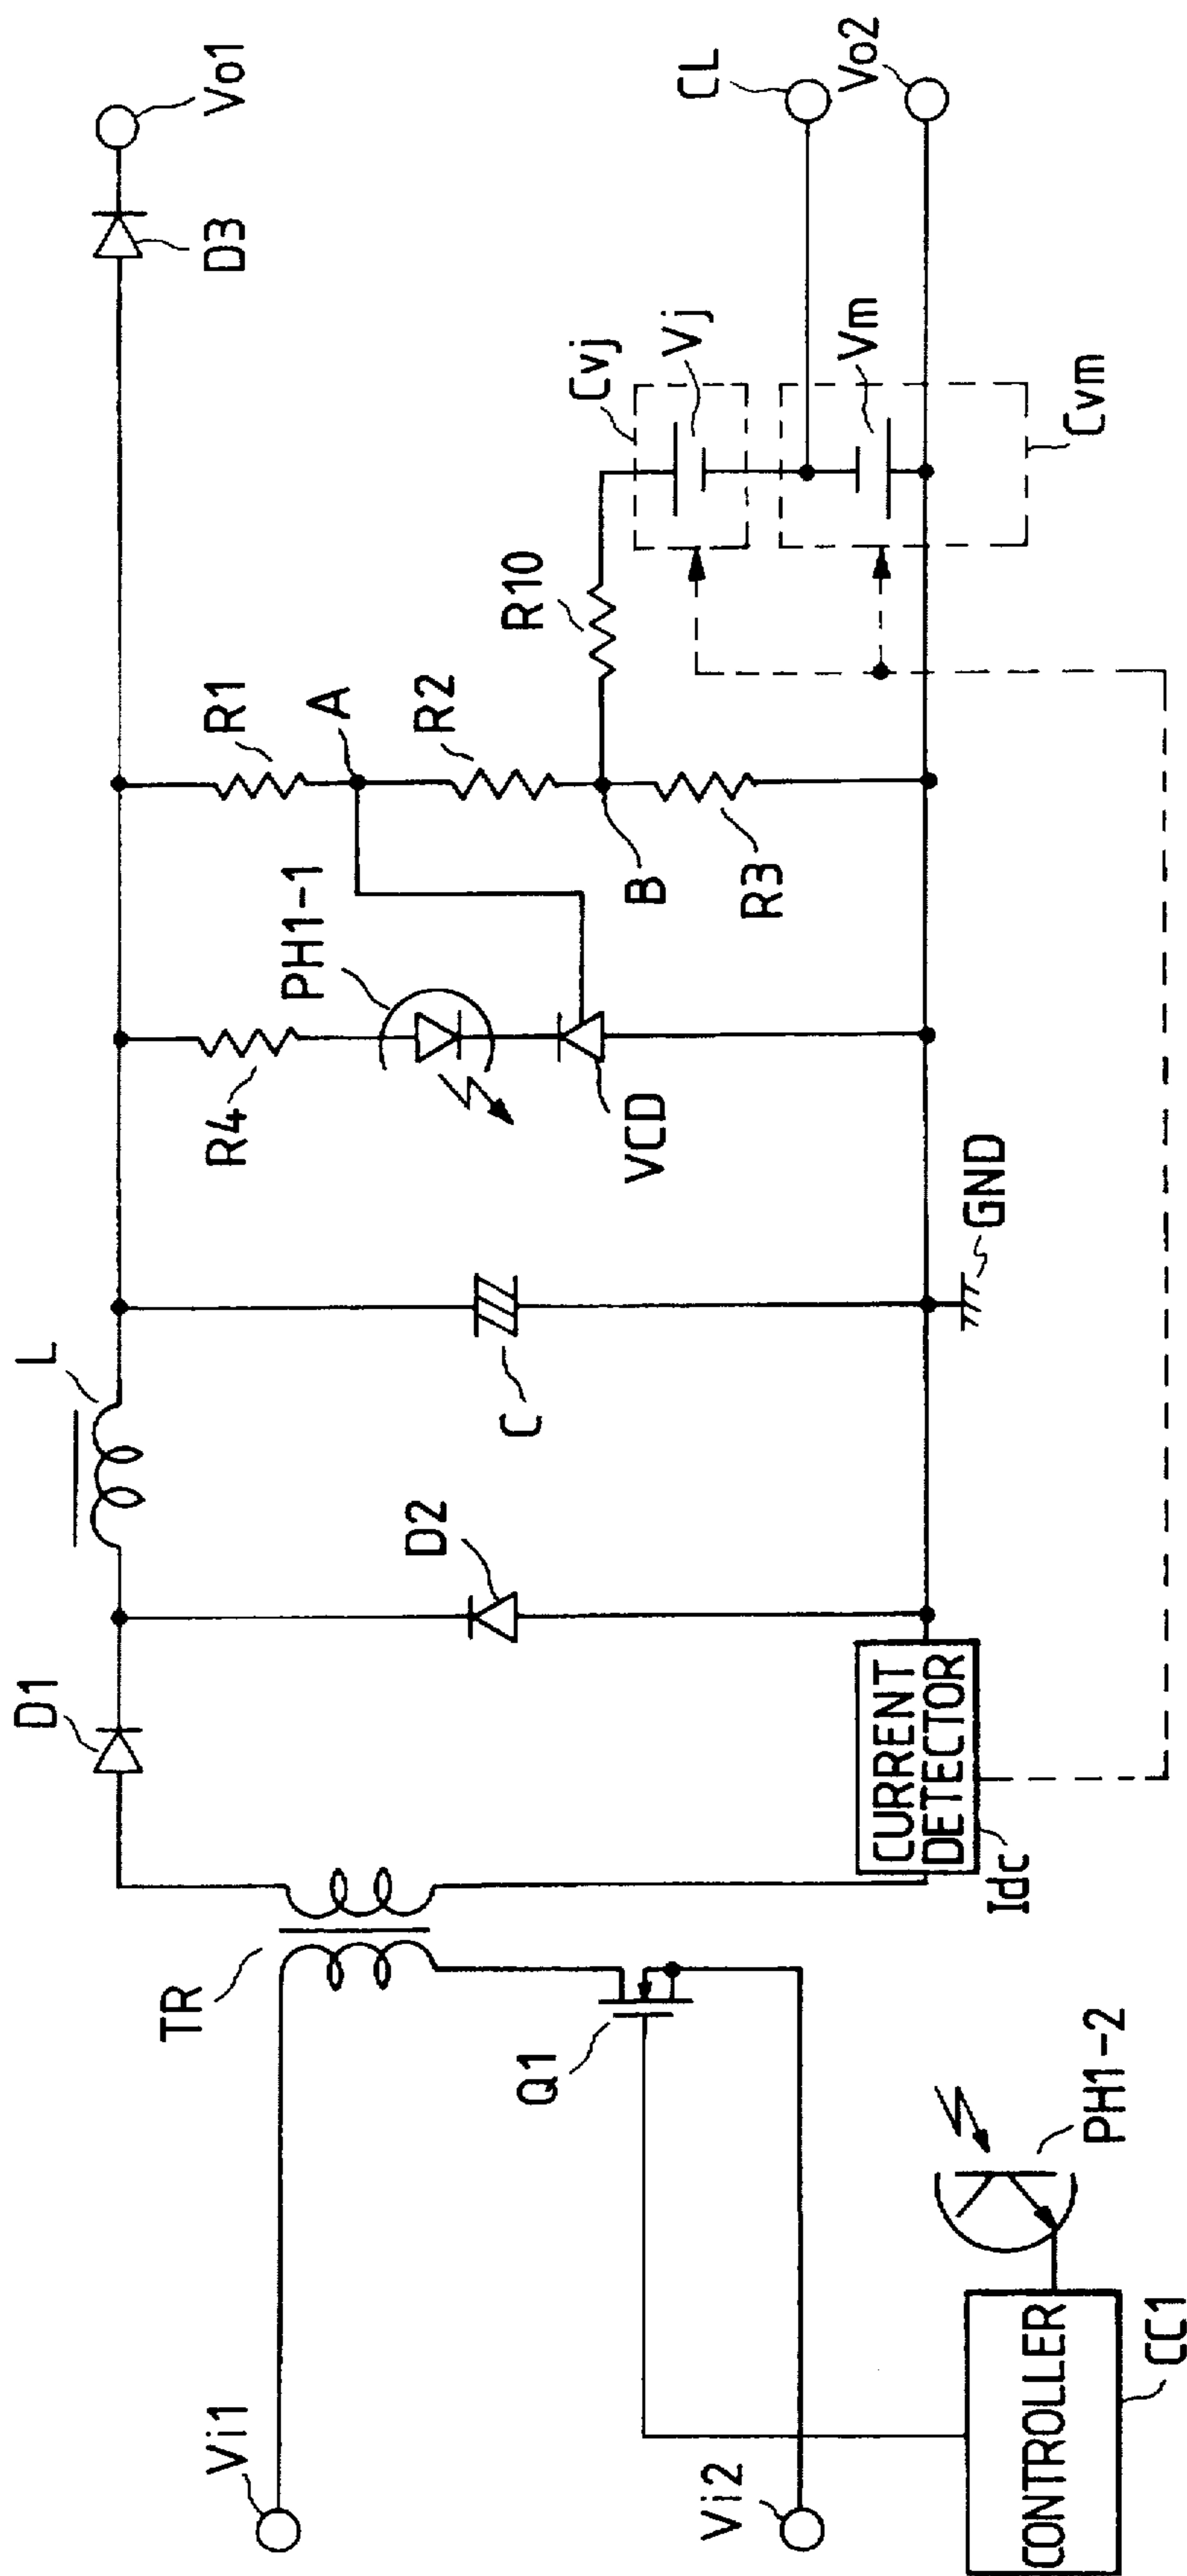 Vi1
Vi2
CONTROLLER
CC1
PH1-2
Q1
TR
D1
CURRENT
DETECTOR
Idc
D2
L
C
GND
R4
PH1-1
VCD
R1
A
R2
B
R3
R10
Cvj
Vj
Vm
Cvm
D3
Vo1
CL
Vo2